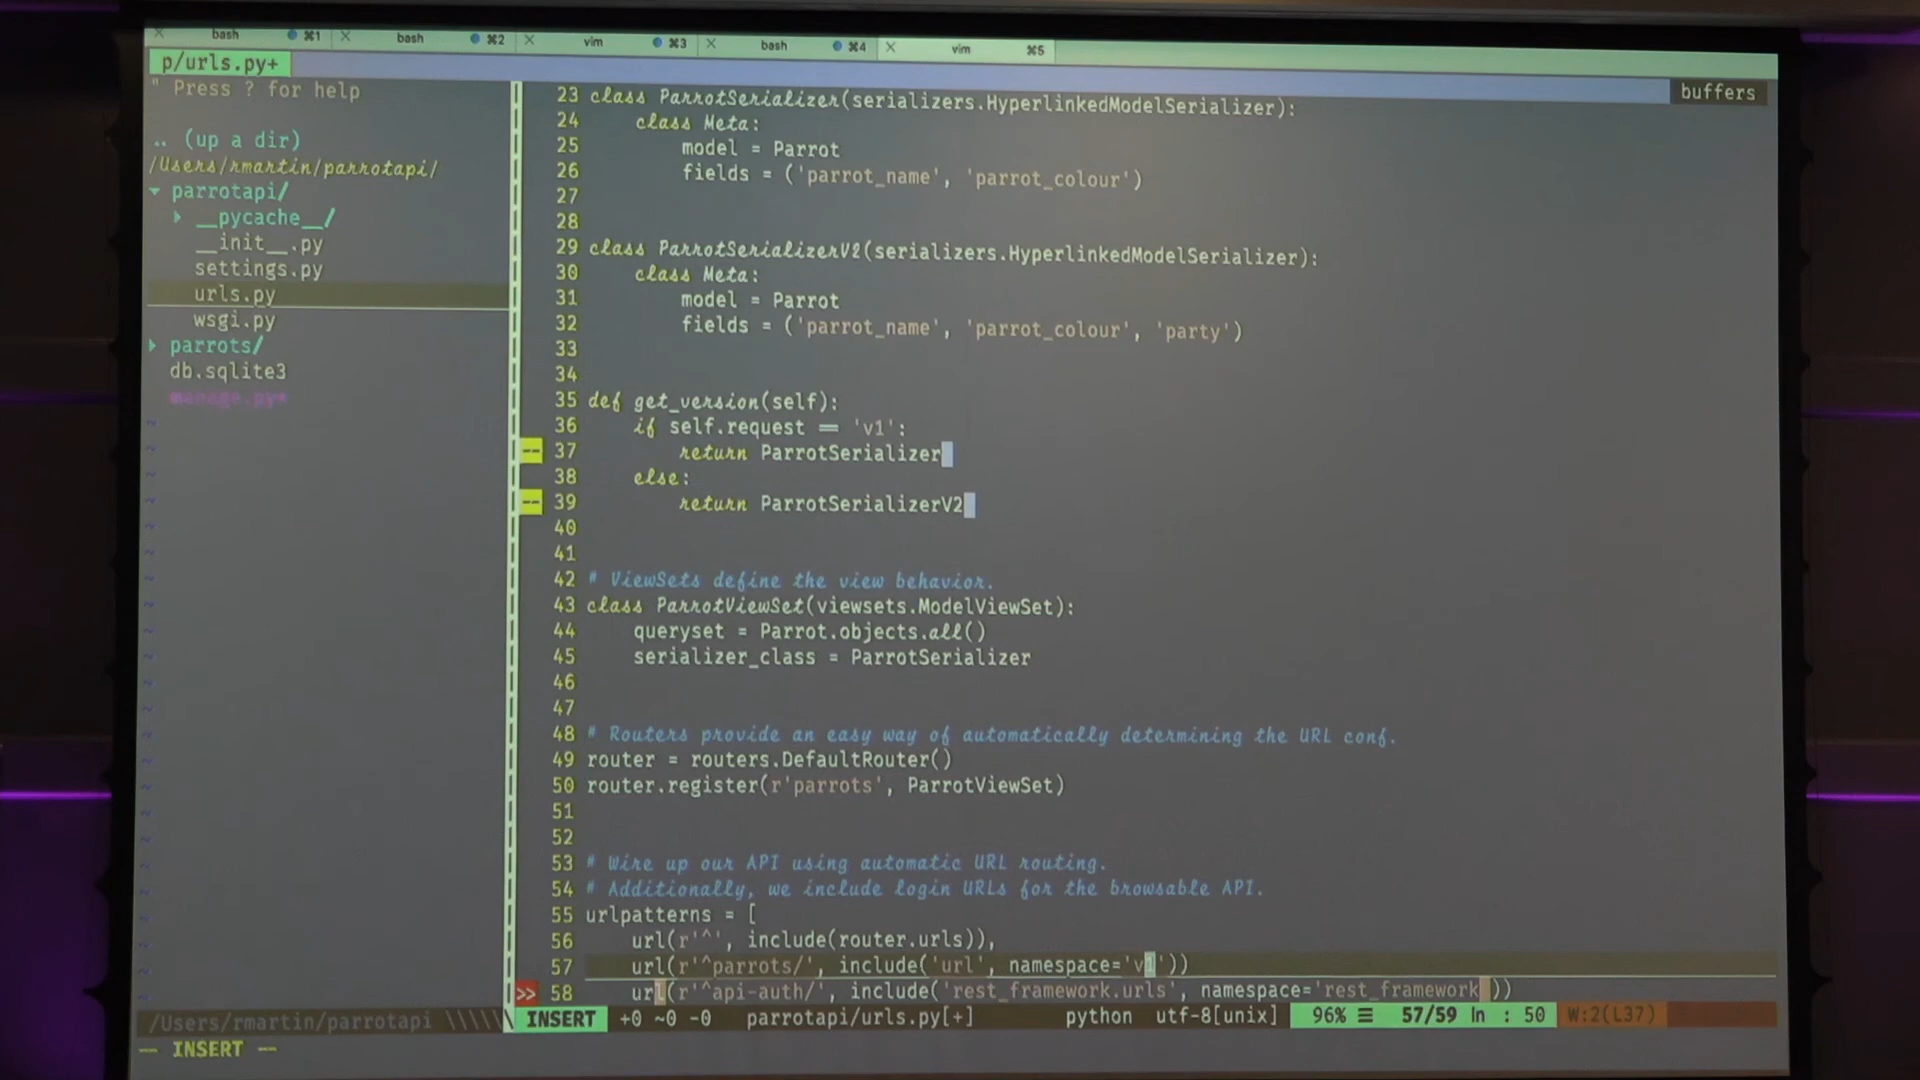 bash ⌘1 bash ⌘2 vim ⌘3 bash ⌘4 vim ⌘5
p/urls.py+
buffers
" Press ? for help
.. (up a dir)
/Users/rmartin/parrotapi/
parrotapi/
__pycache__/
__init__.py
settings.py
urls.py
wsgi.py
parrots/
db.sqlite3
manage.py*
23 class ParrotSerializer(serializers.HyperlinkedModelSerializer):
24 class Meta:
25 model = Parrot
26 fields = ('parrot_name', 'parrot_colour')
27
28
29 class ParrotSerializerV2(serializers.HyperlinkedModelSerializer):
30 class Meta:
31 model = Parrot
32 fields = ('parrot_name', 'parrot_colour', 'party')
33
34
35 def get_version(self):
36 if self.request == 'v1':
-- 37 return ParrotSerializer
38 else:
-- 39 return ParrotSerializerV2
40
41
42 # ViewSets define the view behavior.
43 class ParrotViewSet(viewsets.ModelViewSet):
44 queryset = Parrot.objects.all()
45 serializer_class = ParrotSerializer
46
47
48 # Routers provide an easy way of automatically determining the URL conf.
49 router = routers.DefaultRouter()
50 router.register(r'parrots', ParrotViewSet)
51
52
53 # Wire up our API using automatic URL routing.
54 # Additionally, we include login URLs for the browsable API.
55 urlpatterns = [
56 url(r'^', include(router.urls)),
57 url(r'^parrots/', include('url', namespace='v1'))
>> 58 url(r'^api-auth/', include('rest_framework.urls', namespace='rest_framework'))
/Users/rmartin/parrotapi \\\\\\ INSERT +0 ~0 -0 parrotapi/urls.py[+] python utf-8[unix] 96% ☰ 57/59 ln : 50 W:2(L37)
-- INSERT --